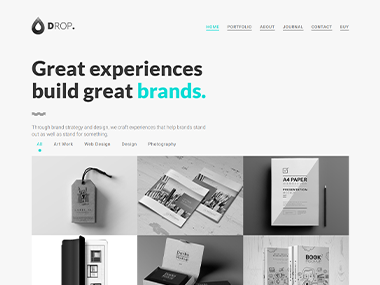 DROP.
HOME PORTFOLIO ABOUT JOURNAL CONTACT BUY
Great experiences
build great brands.
Through brand strategy and design, we craft experiences that help brands stand
out as well as stand for something.
All Art Work Web Design Design Photography
A4 PAPER
PRESENTATION
BOOK